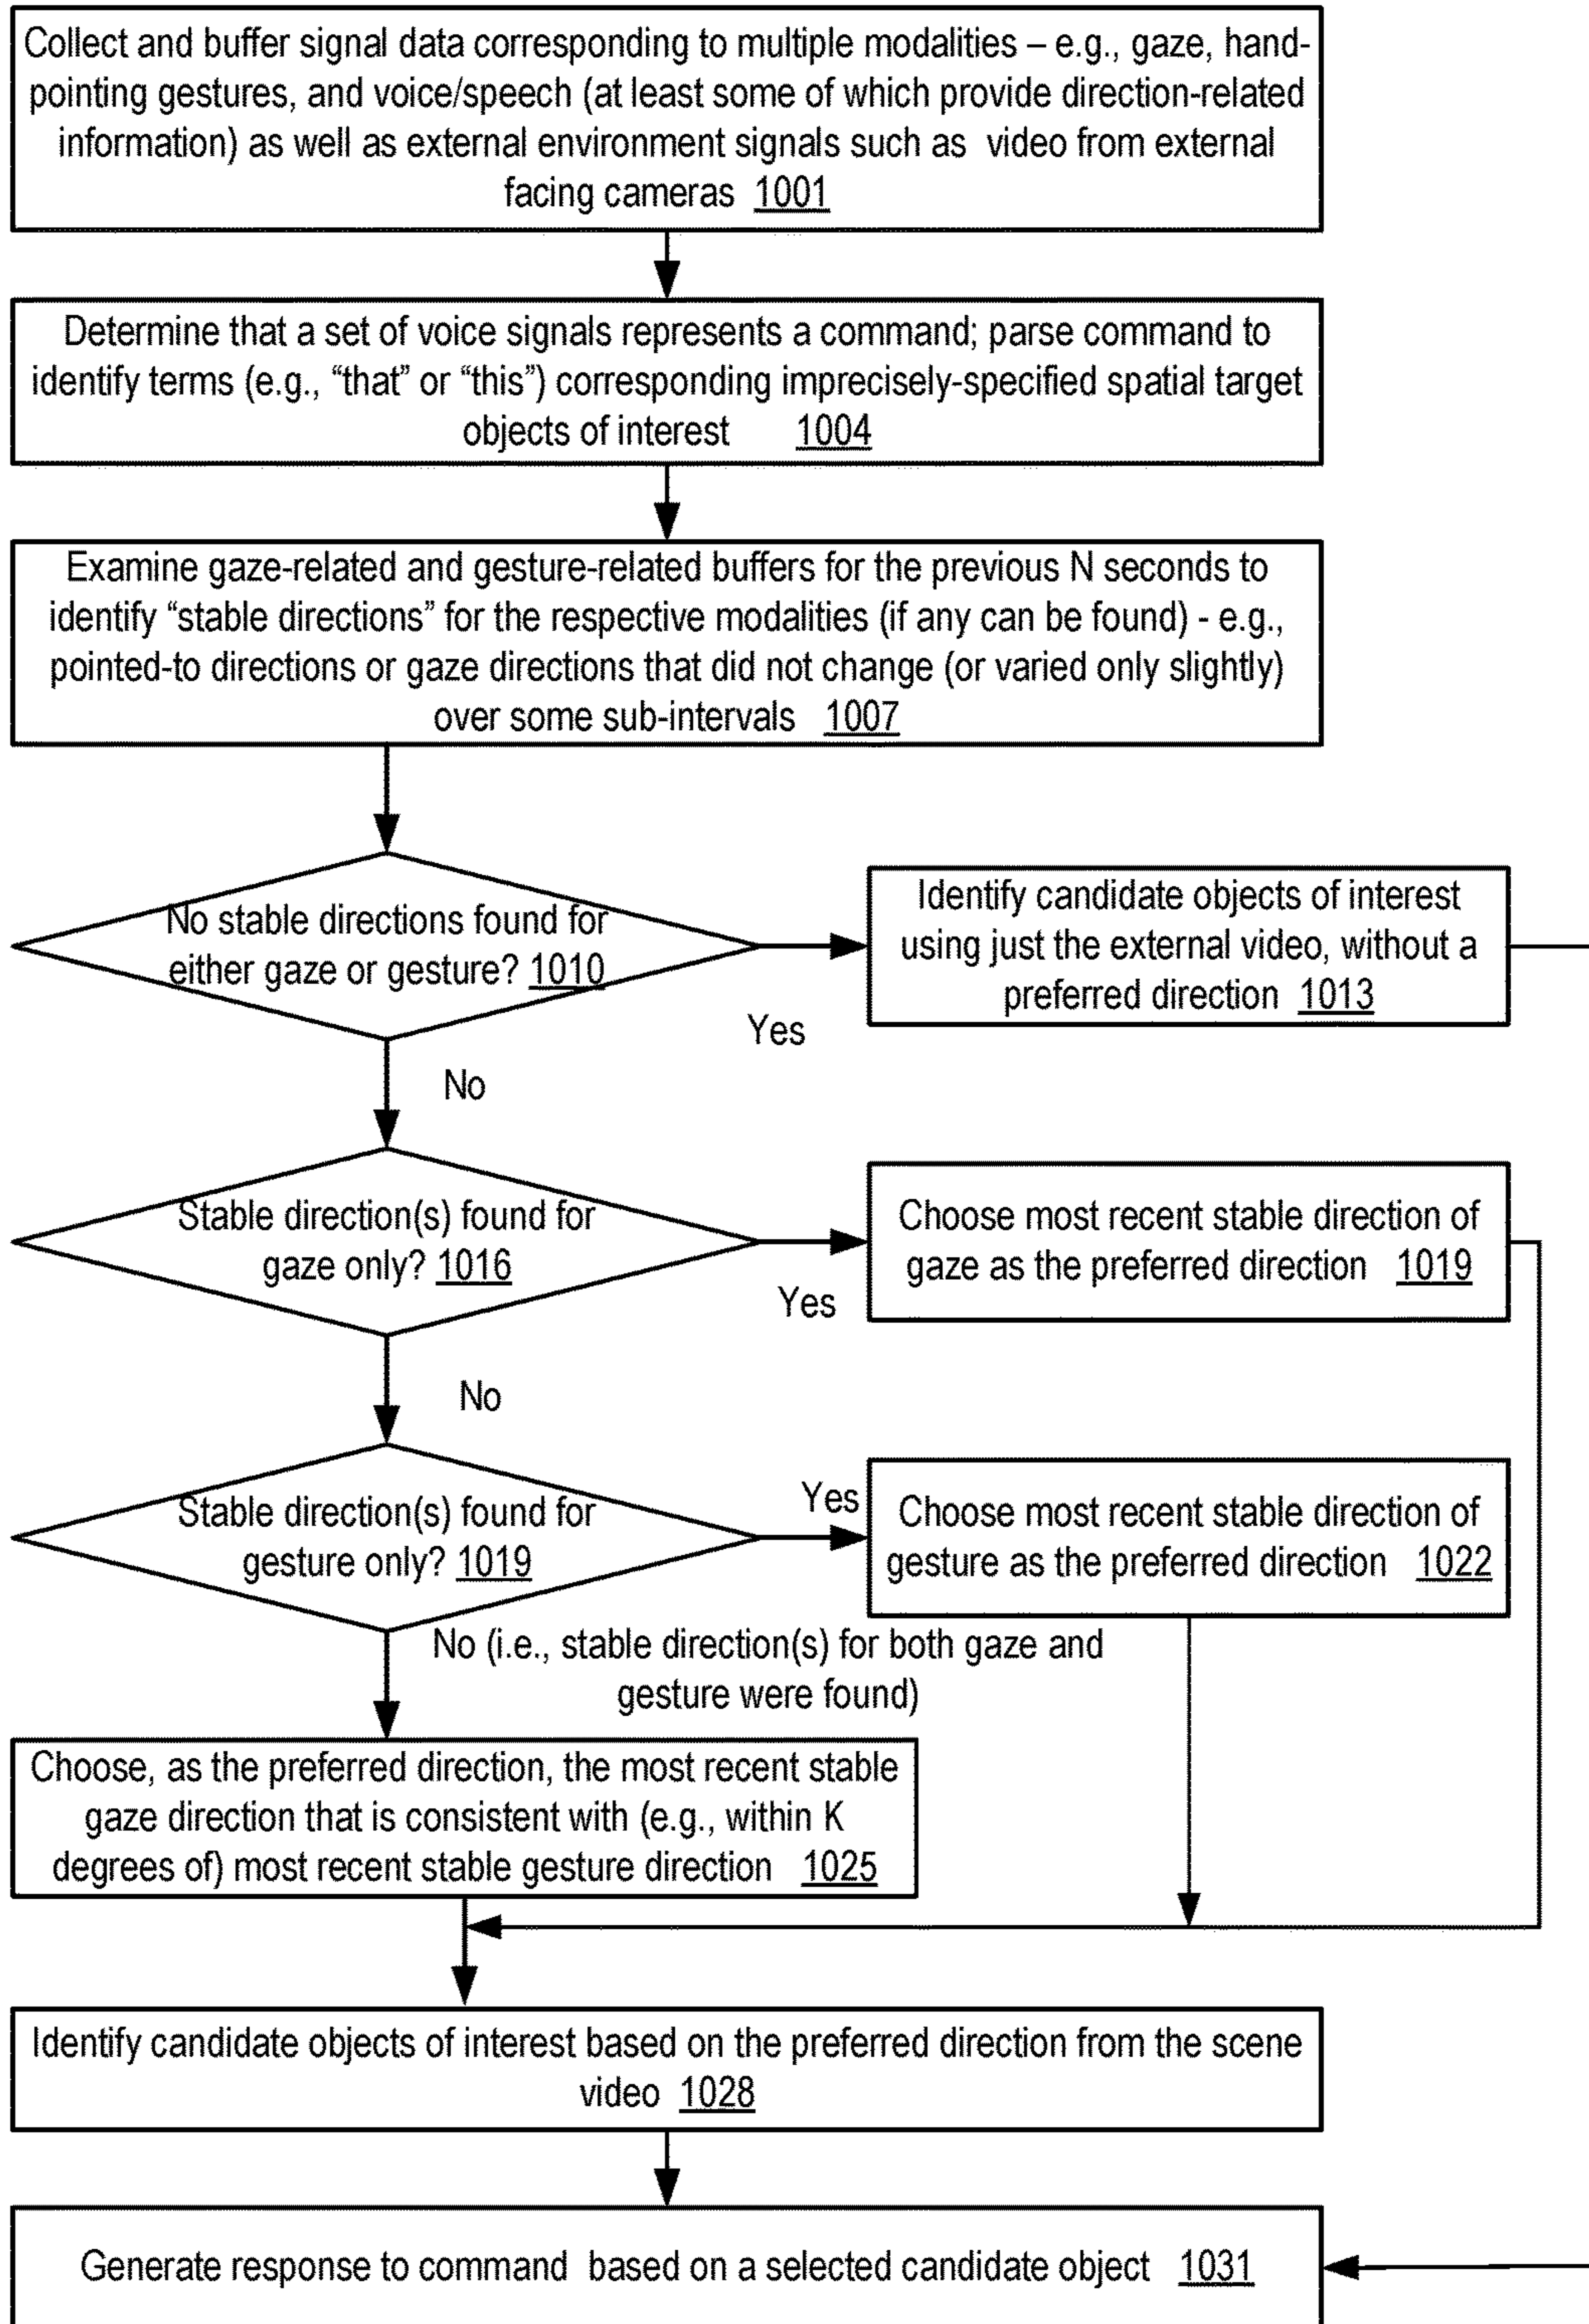 Collect and buffer signal data corresponding to multiple modalities – e.g., gaze, hand-
pointing gestures, and voice/speech (at least some of which provide direction-related
information) as well as external environment signals such as video from external
facing cameras 1001
Determine that a set of voice signals represents a command; parse command to
identify terms (e.g., “that” or “this”) corresponding imprecisely-specified spatial target
objects of interest 1004
Examine gaze-related and gesture-related buffers for the previous N seconds to
identify “stable directions” for the respective modalities (if any can be found) - e.g.,
pointed-to directions or gaze directions that did not change (or varied only slightly)
over some sub-intervals 1007
No stable directions found for
either gaze or gesture? 1010
Yes
Identify candidate objects of interest
using just the external video, without a
preferred direction 1013
No
Stable direction(s) found for
gaze only? 1016
Yes
Choose most recent stable direction of
gaze as the preferred direction 1019
No
Stable direction(s) found for
gesture only? 1019
Yes
Choose most recent stable direction of
gesture as the preferred direction 1022
No (i.e., stable direction(s) for both gaze and
gesture were found)
Choose, as the preferred direction, the most recent stable
gaze direction that is consistent with (e.g., within K
degrees of) most recent stable gesture direction 1025
Identify candidate objects of interest based on the preferred direction from the scene
video 1028
Generate response to command based on a selected candidate object 1031